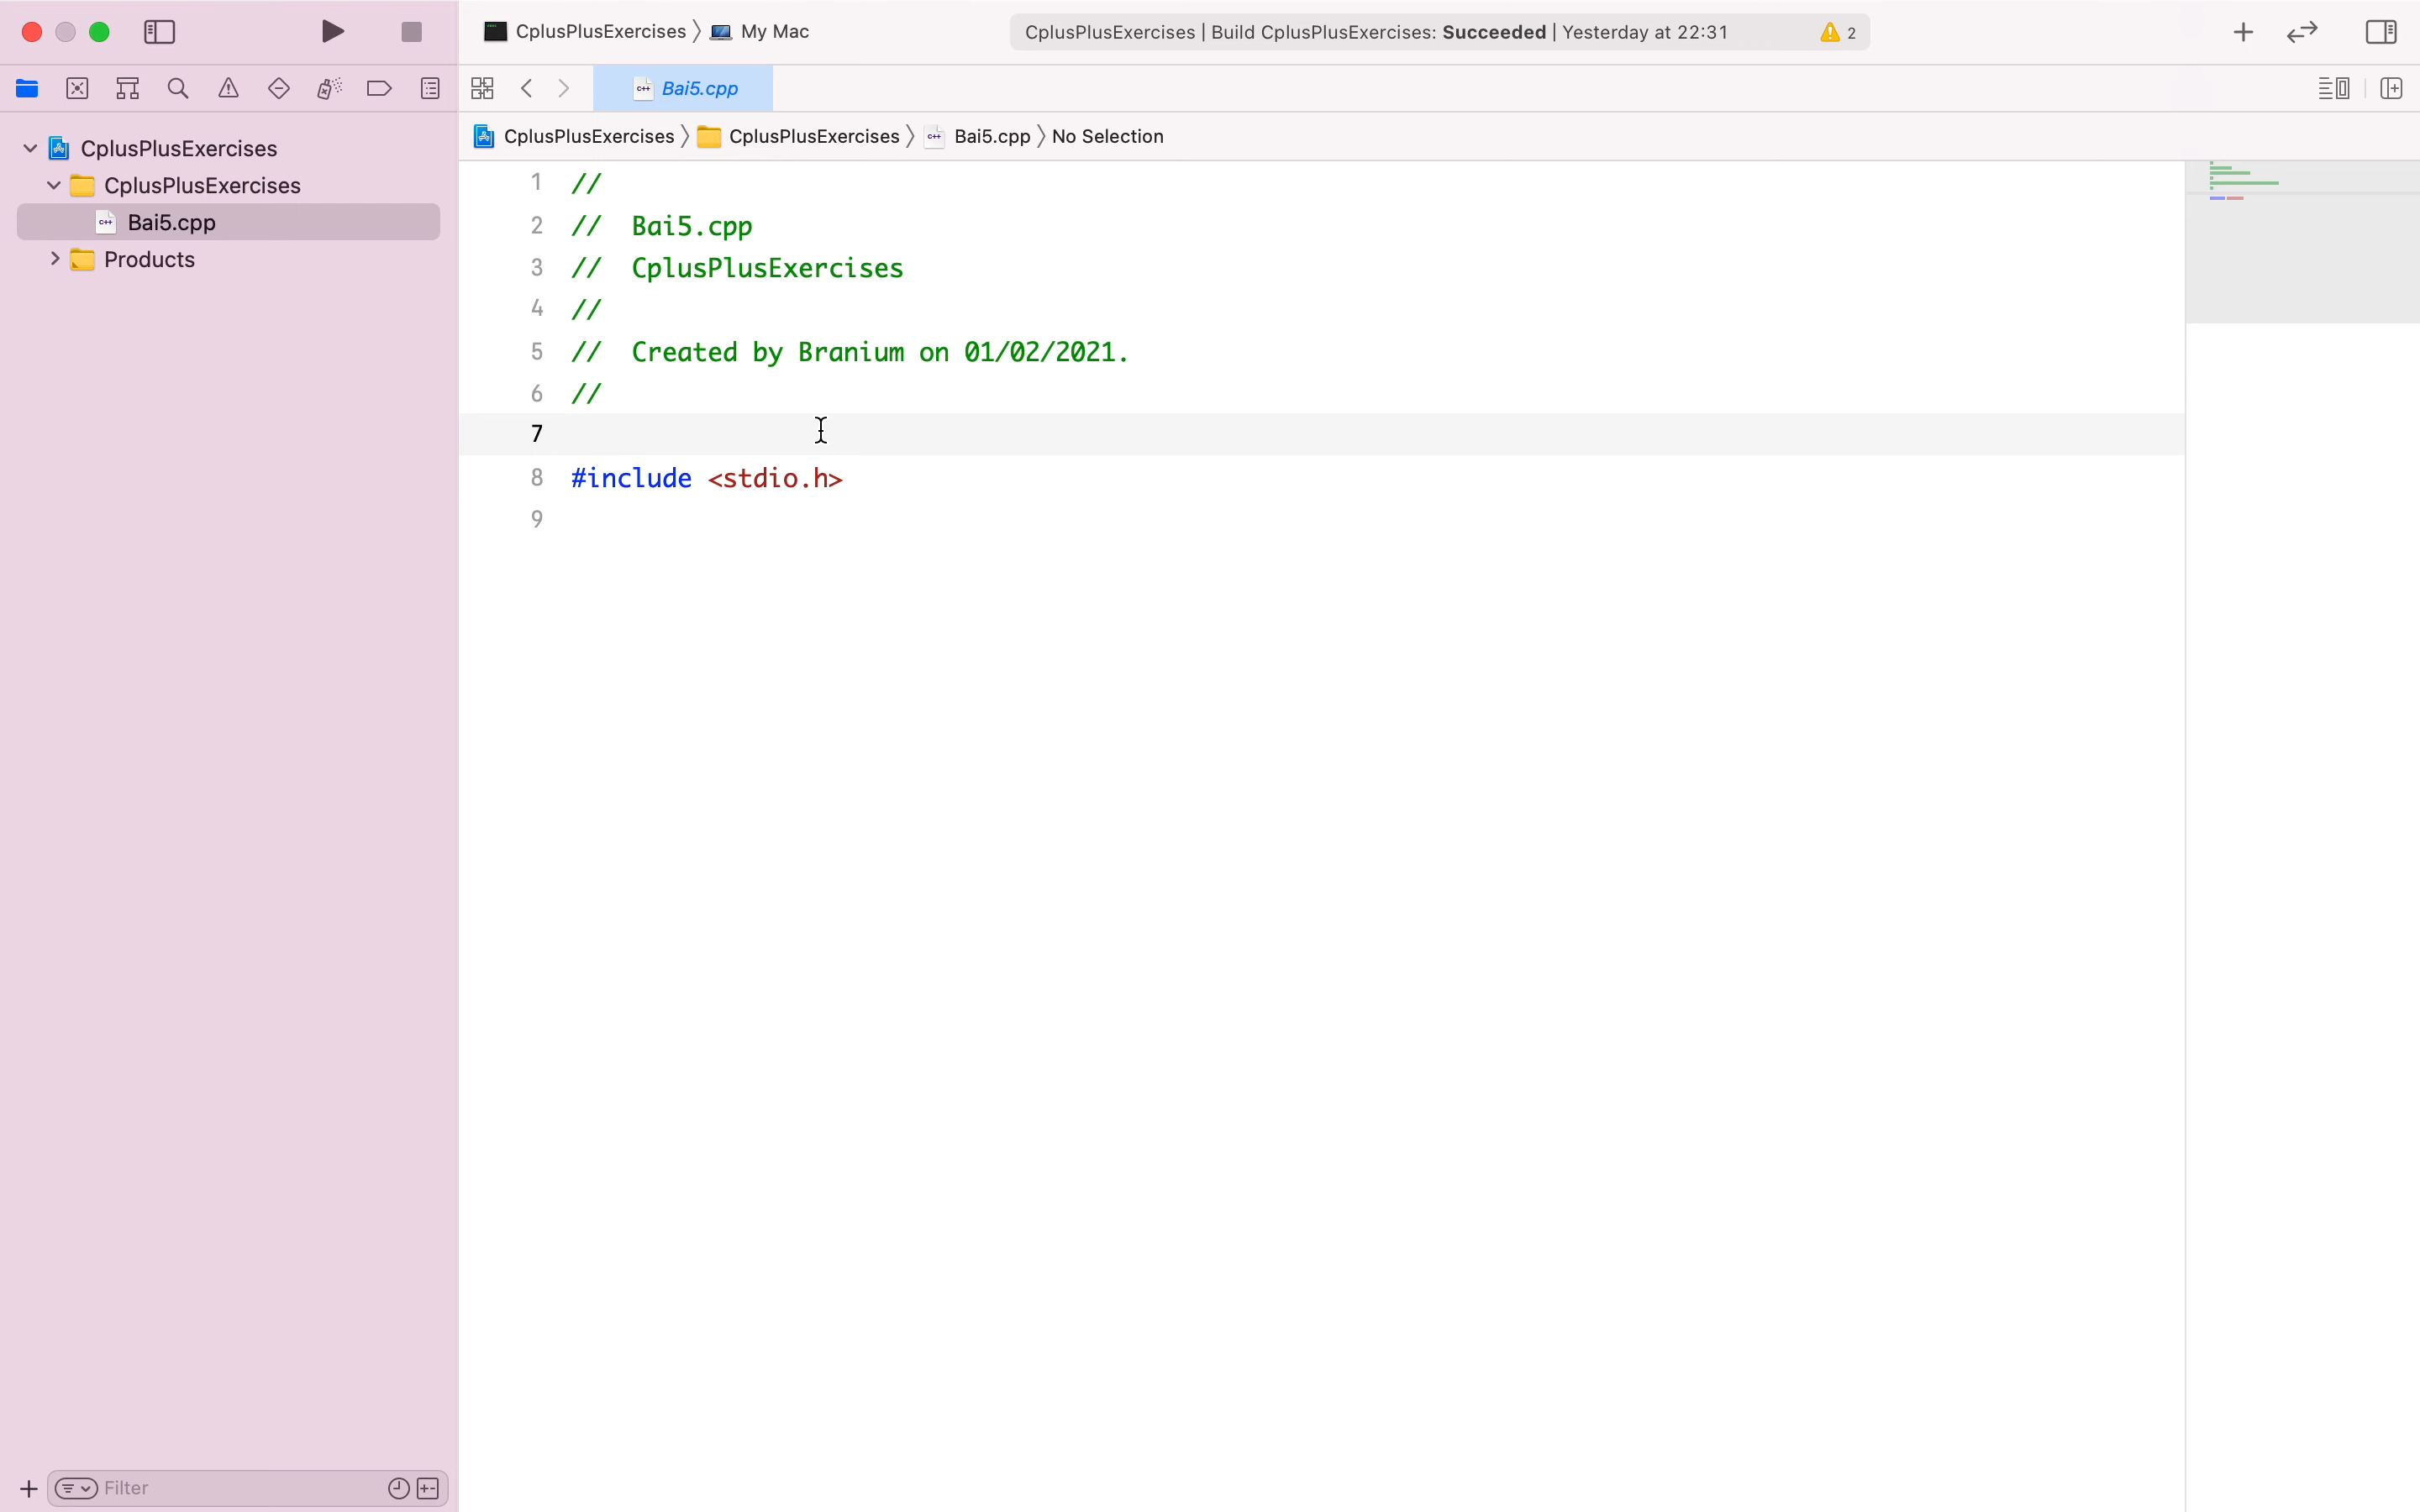 CplusPlusExercises 〉 My Mac
CplusPlusExercises | Build CplusPlusExercises: Succeeded | Yesterday at 22:31
2
Bai5.cpp
CplusPlusExercises 〉 CplusPlusExercises 〉 Bai5.cpp 〉 No Selection
CplusPlusExercises
CplusPlusExercises
Bai5.cpp
Products
1 //
2 //  Bai5.cpp
3 //  CplusPlusExercises
4 //
5 //  Created by Branium on 01/02/2021.
6 //
7
8 #include <stdio.h>
9
Filter